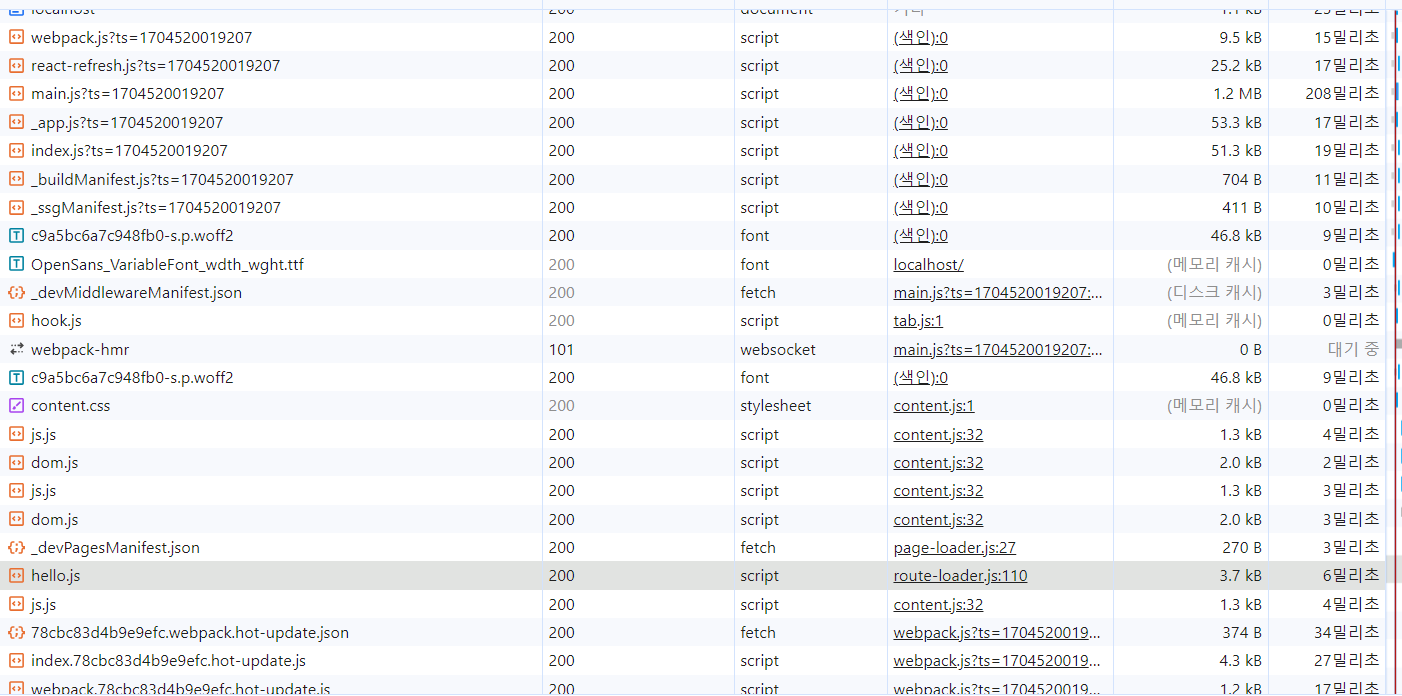 localhost 200 document 기타 1.1 kB
webpack.js?ts=1704520019207 200 script (색인):0 9.5 kB 15밀리초
react-refresh.js?ts=1704520019207 200 script (색인):0 25.2 kB 17밀리초
main.js?ts=1704520019207 200 script (색인):0 1.2 MB 208밀리초
_app.js?ts=1704520019207 200 script (색인):0 53.3 kB 17밀리초
index.js?ts=1704520019207 200 script (색인):0 51.3 kB 19밀리초
_buildManifest.js?ts=1704520019207 200 script (색인):0 704 B 11밀리초
_ssgManifest.js?ts=1704520019207 200 script (색인):0 411 B 10밀리초
c9a5bc6a7c948fb0-s.p.woff2 200 font (색인):0 46.8 kB 9밀리초
OpenSans_VariableFont_wdth_wght.ttf 200 font localhost/ (메모리 캐시) 0밀리초
_devMiddlewareManifest.json 200 fetch main.js?ts=1704520019207:... (디스크 캐시) 3밀리초
hook.js 200 script tab.js:1 (메모리 캐시) 0밀리초
webpack-hmr 101 websocket main.js?ts=1704520019207:... 0 B 대기 중
c9a5bc6a7c948fb0-s.p.woff2 200 font (색인):0 46.8 kB 9밀리초
content.css 200 stylesheet content.js:1 (메모리 캐시) 0밀리초
js.js 200 script content.js:32 1.3 kB 4밀리초
dom.js 200 script content.js:32 2.0 kB 2밀리초
js.js 200 script content.js:32 1.3 kB 3밀리초
dom.js 200 script content.js:32 2.0 kB 3밀리초
_devPagesManifest.json 200 fetch page-loader.js:27 270 B 3밀리초
hello.js 200 script route-loader.js:110 3.7 kB 6밀리초
js.js 200 script content.js:32 1.3 kB 4밀리초
78cbc83d4b9e9efc.webpack.hot-update.json 200 fetch webpack.js?ts=1704520019... 374 B 34밀리초
index.78cbc83d4b9e9efc.hot-update.js 200 script webpack.js?ts=1704520019... 4.3 kB 27밀리초
webpack.78cbc83d4b9e9efc.hot-update.js 200 script webpack.js?ts=1704520019... 1.2 kB 17밀리초